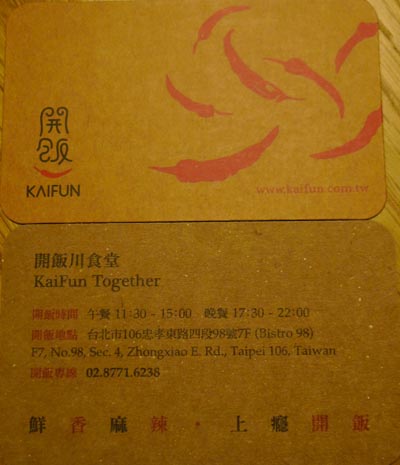 開飯
KAIFUN
www.kaifun.com.tw
開飯川食堂
KaiFun Together
開飯時間 午餐 11:30 - 15:00 晚餐 17:30 - 22:00
開飯地點 台北市106忠孝東路四段98號7F (Bistro 98)
F7, No.98, Sec. 4, Zhongxiao E. Rd., Taipei 106, Taiwan
開飯專線 02.8771.6238
鮮香麻辣・上癮開飯